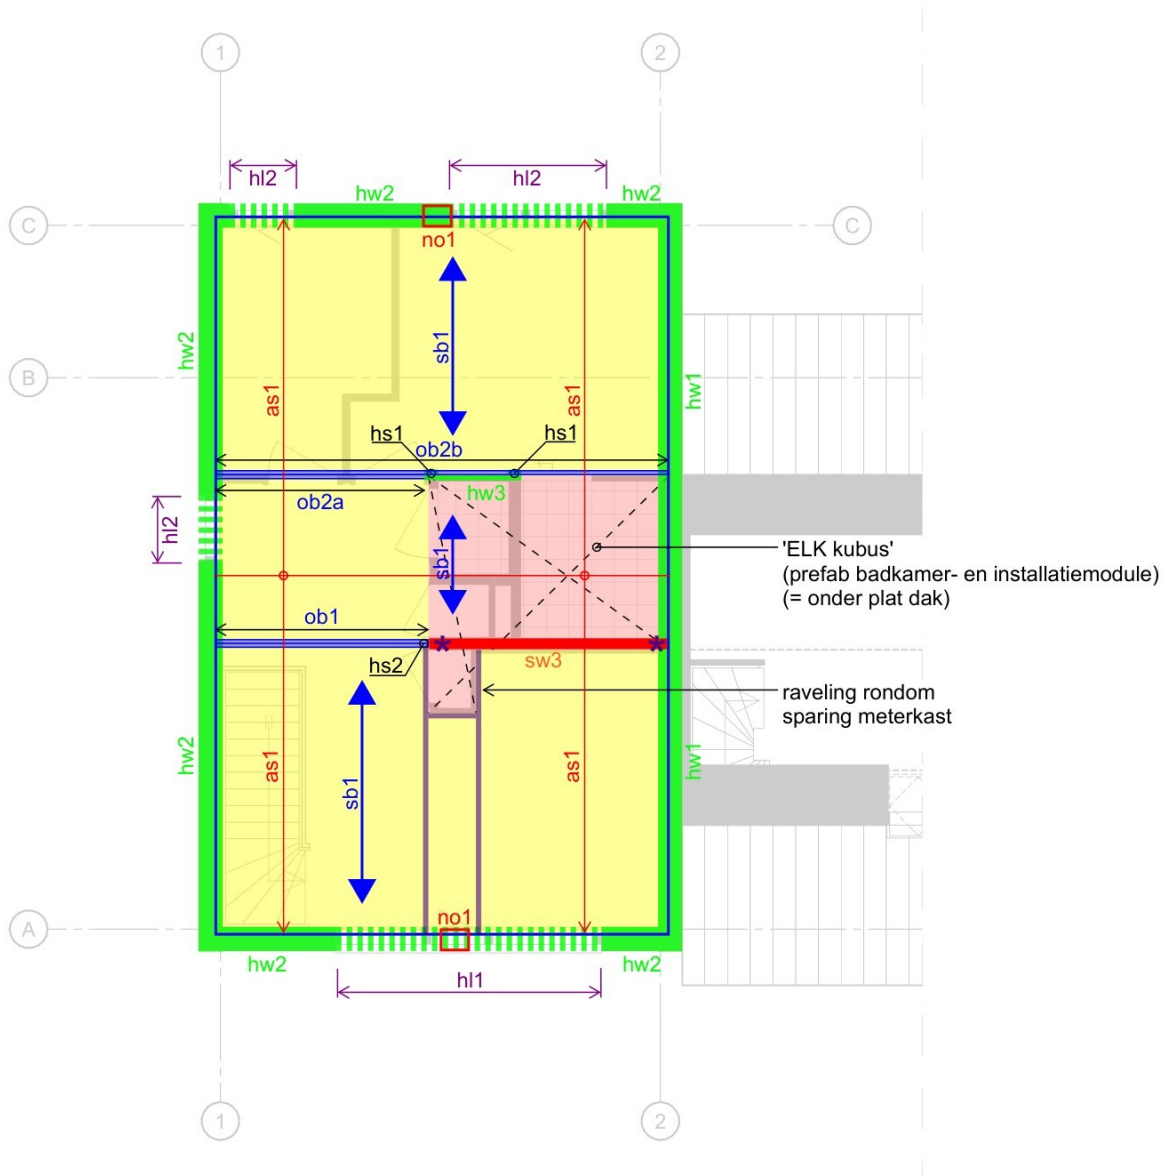 1
2
hl2
hl2
hw2
hw2
C
C
no1
hw2
sb1
hw1
B
as1
as1
hs1
hs1
ob2b
hw3
ob2a
hl2
sb1
'ELK kubus'
(prefab badkamer- en installatiemodule)
(= onder plat dak)
ob1
*
*
sw3
hs2
raveling rondom
sparing meterkast
hw2
hw1
as1
as1
sb1
no1
A
hw2
hw2
hl1
1
2